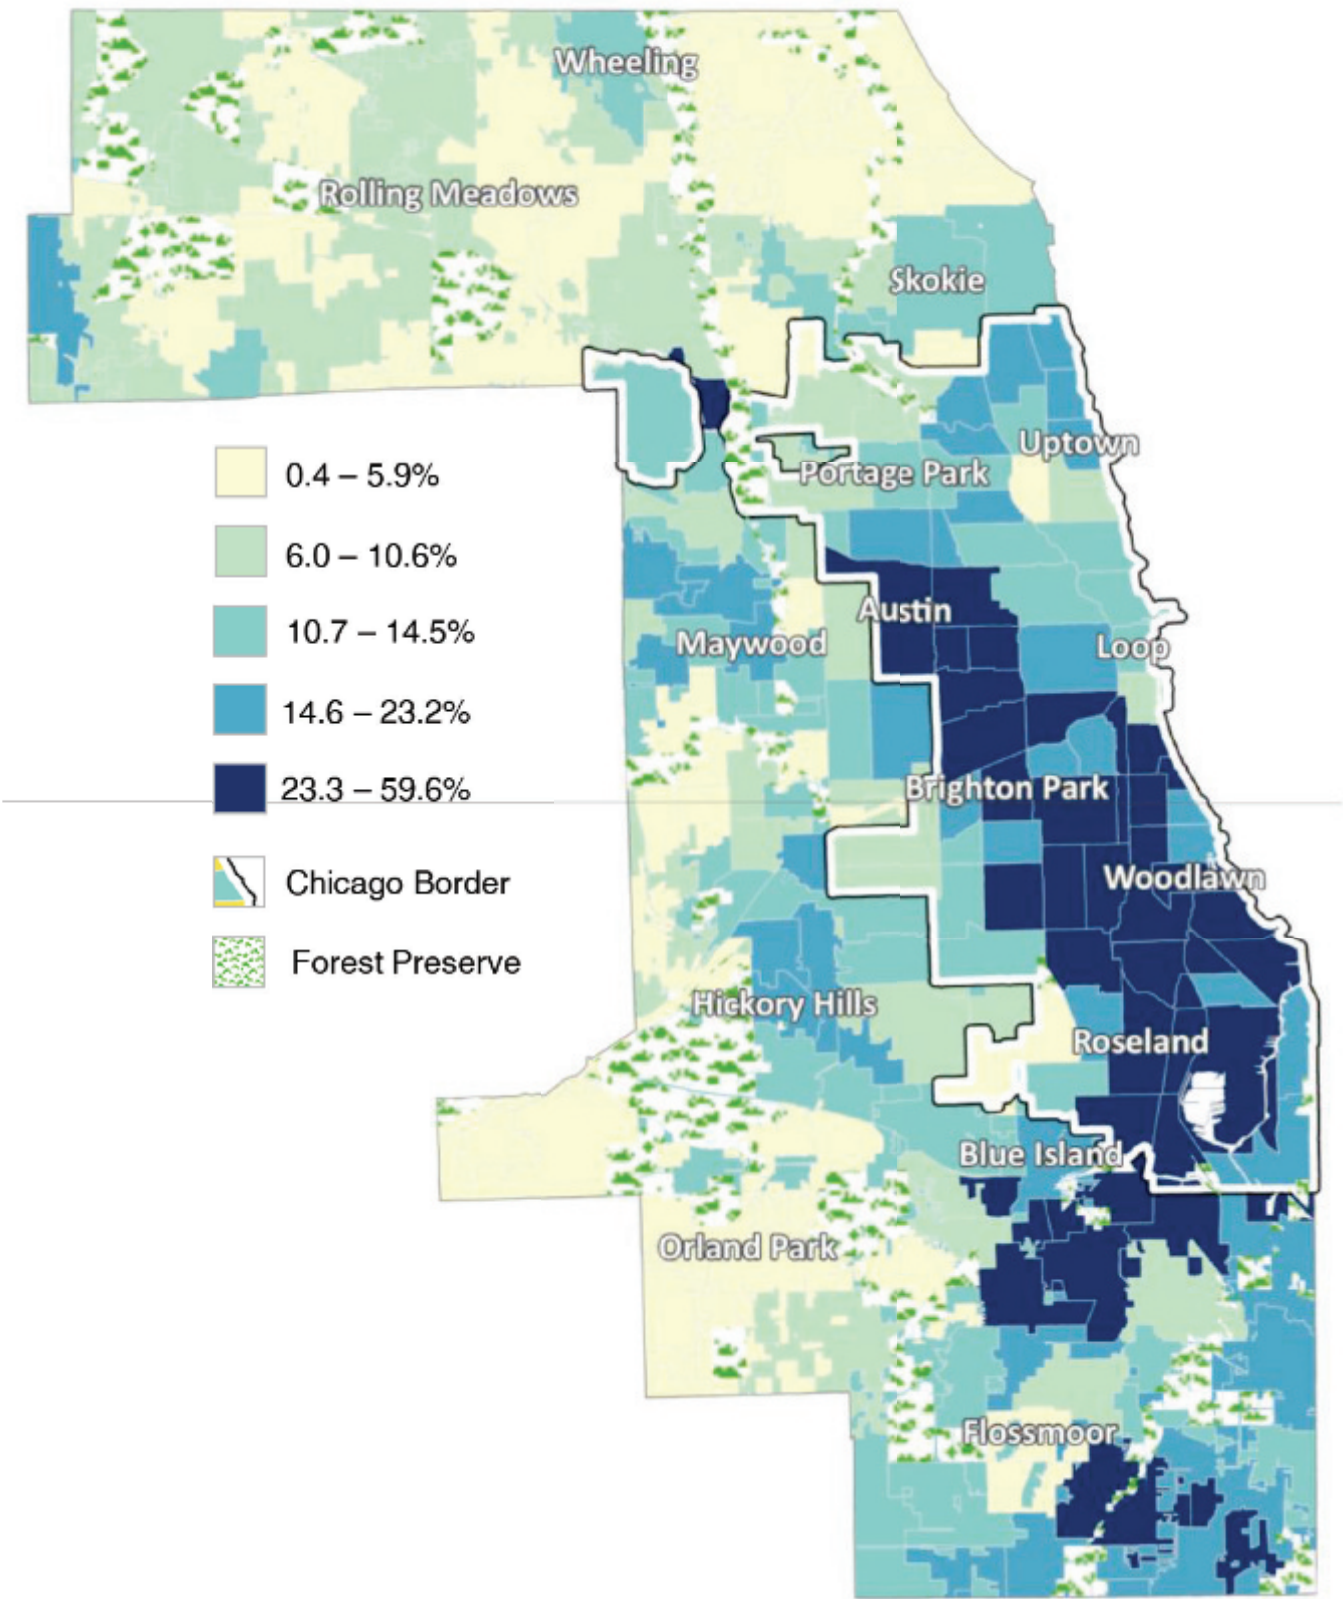 Wheeling
Rolling Meadows
Skokie
Uptown
Portage Park
0.4 – 5.9%
6.0 – 10.6%
10.7 – 14.5%
14.6 – 23.2%
23.3 – 59.6%
Chicago Border
Forest Preserve
Austin
Maywood
Loop
Brighton Park
Woodlawn
Hickory Hills
Roseland
Blue Island
Orland Park
Flossmoor